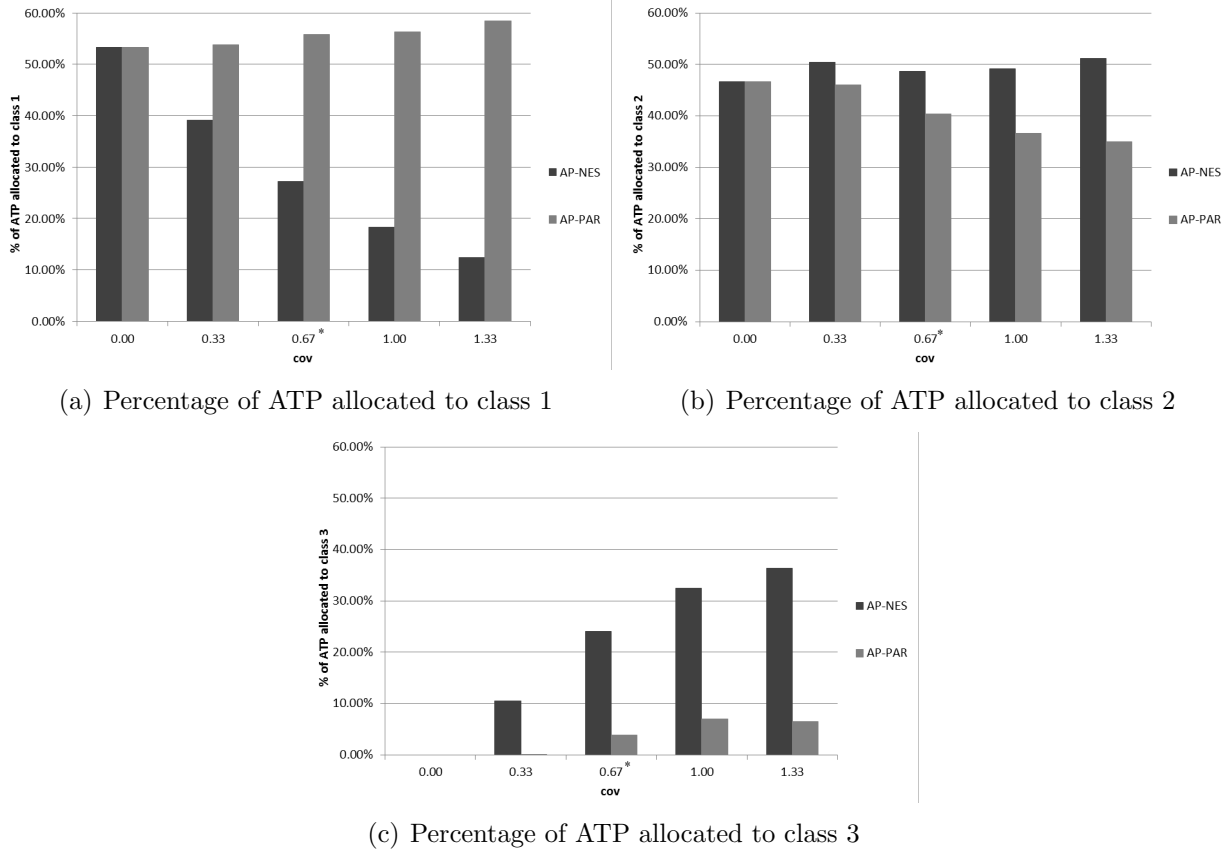 60.00%
50.00%
40.00%
30.00%
20.00%
10.00%
0.00%
% of ATP allocated to class 1
0.00 0.33 0.67* 1.00 1.33
cov
AP-NES
AP-PAR
(a) Percentage of ATP allocated to class 1
60.00%
50.00%
40.00%
30.00%
20.00%
10.00%
0.00%
% of ATP allocated to class 2
0.00 0.33 0.67* 1.00 1.33
cov
AP-NES
AP-PAR
(b) Percentage of ATP allocated to class 2
60.00%
50.00%
40.00%
30.00%
20.00%
10.00%
0.00%
% of ATP allocated to class 3
0.00 0.33 0.67* 1.00 1.33
cov
AP-NES
AP-PAR
(c) Percentage of ATP allocated to class 3